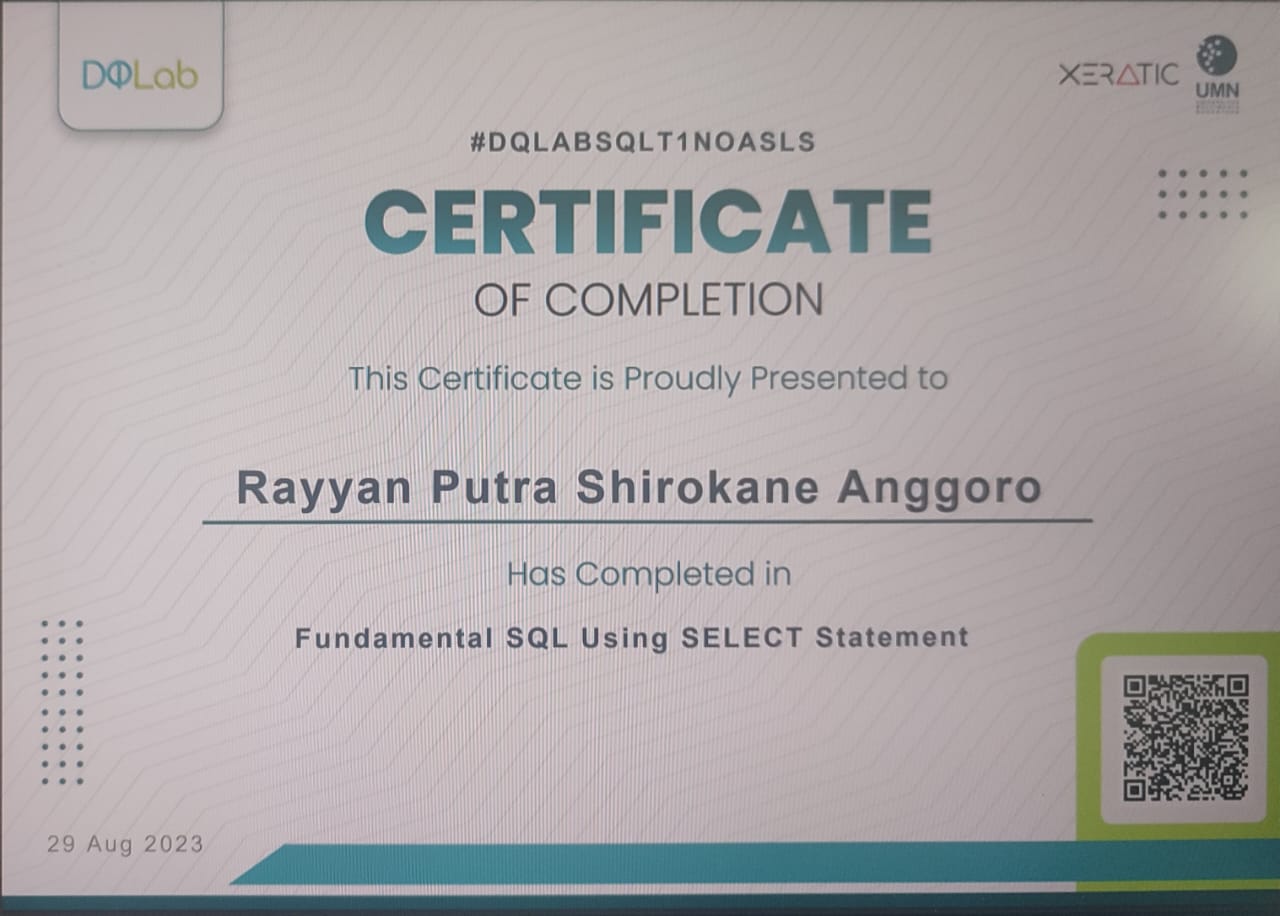 DQLab
XERATIC
UMN
#DQLABSQLT1NOASLS
CERTIFICATE
OF COMPLETION
This Certificate is Proudly Presented to
Rayyan Putra Shirokane Anggoro
Has Completed in
Fundamental SQL Using SELECT Statement
29 Aug 2023